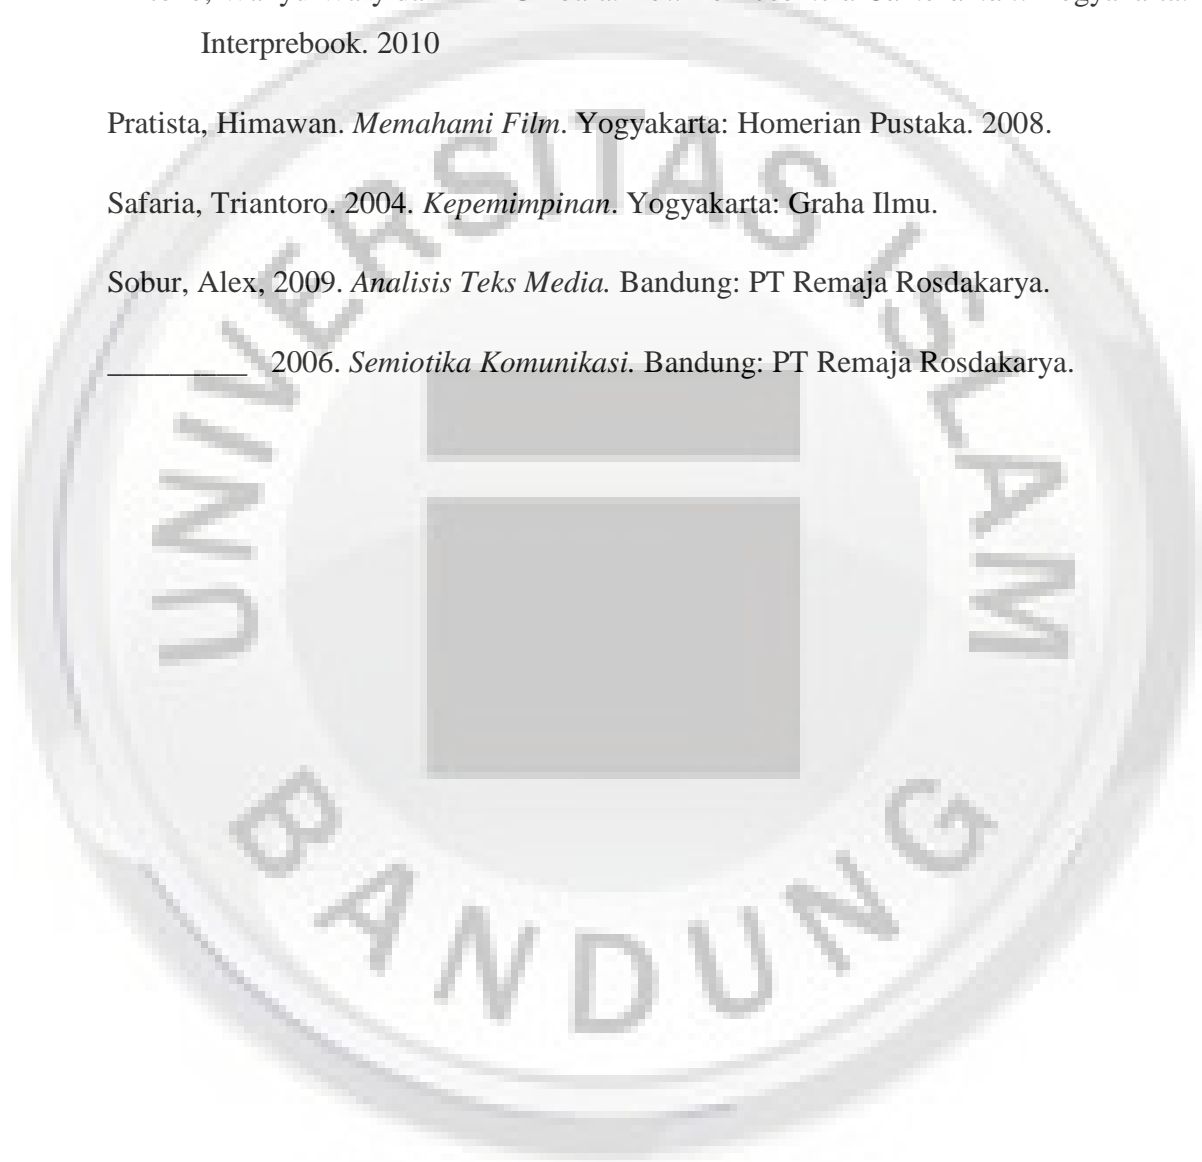 Interprebook. 2010
Pratista, Himawan. Memahami Film. Yogyakarta: Homerian Pustaka. 2008.
Safaria, Triantoro. 2004. Kepemimpinan. Yogyakarta: Graha Ilmu.
Sobur, Alex, 2009. Analisis Teks Media. Bandung: PT Remaja Rosdakarya.
_________ 2006. Semiotika Komunikasi. Bandung: PT Remaja Rosdakarya.
UNIVERSITAS ISLAM
BANDUNG